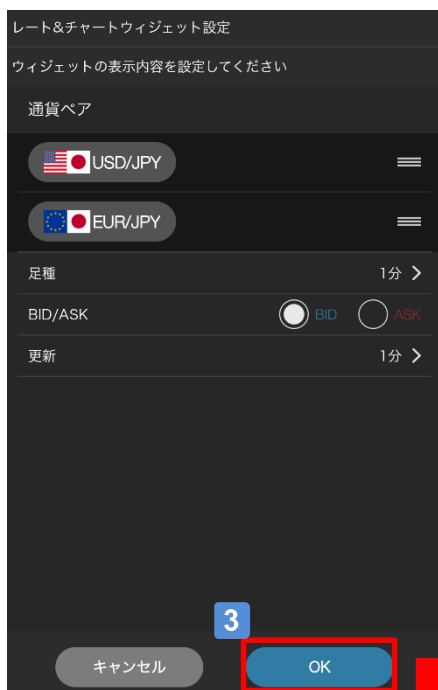 レート&チャートウィジェット設定
ウィジェットの表示内容を設定してください
通貨ペア
USD/JPY
EUR/JPY
足種 1分
BID/ASK BID ASK
更新 1分
3
キャンセル OK